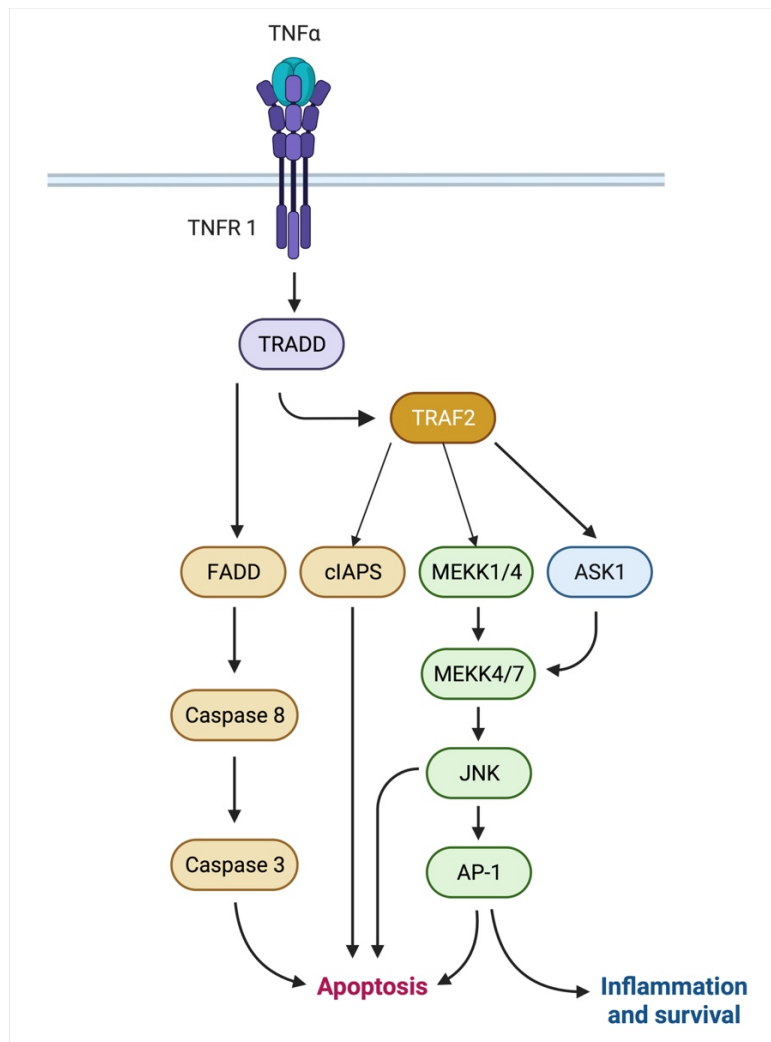 TNFα
TNFR 1
TRADD
TRAF2
FADD
cIAPS
MEKK1/4
ASK1
MEKK4/7
Caspase 8
JNK
Caspase 3
AP-1
Apoptosis
Inflammation
and survival